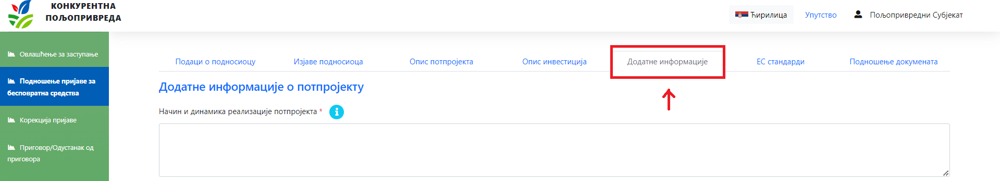 КОНКУРЕНТНА
ПОЉОПРИВРЕДА
Ћирилица
Упутство
Пољопривредни Субјекат
Овлашћење за заступање
Подношење пријаве за
бесповратна средства
Корекција пријаве
Приговор/Одустанак од
приговора
Подаци о подносиоцу
Изјаве подносиоца
Опис потпројекта
Опис инвестиција
Додатне информације
ЕС стандарди
Подношење докумената
Додатне информације о потпројекту
Начин и динамика реализације потпројекта *